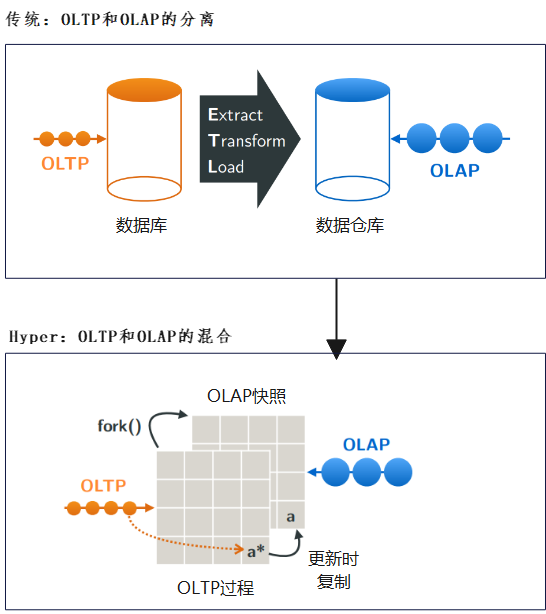 传统：OLTP和OLAP的分离
Extract
Transform
Load
OLTP
OLAP
数据库
数据仓库
Hyper：OLTP和OLAP的混合
OLAP快照
fork()
OLAP
OLTP
a
a*
更新时
复制
OLTP过程